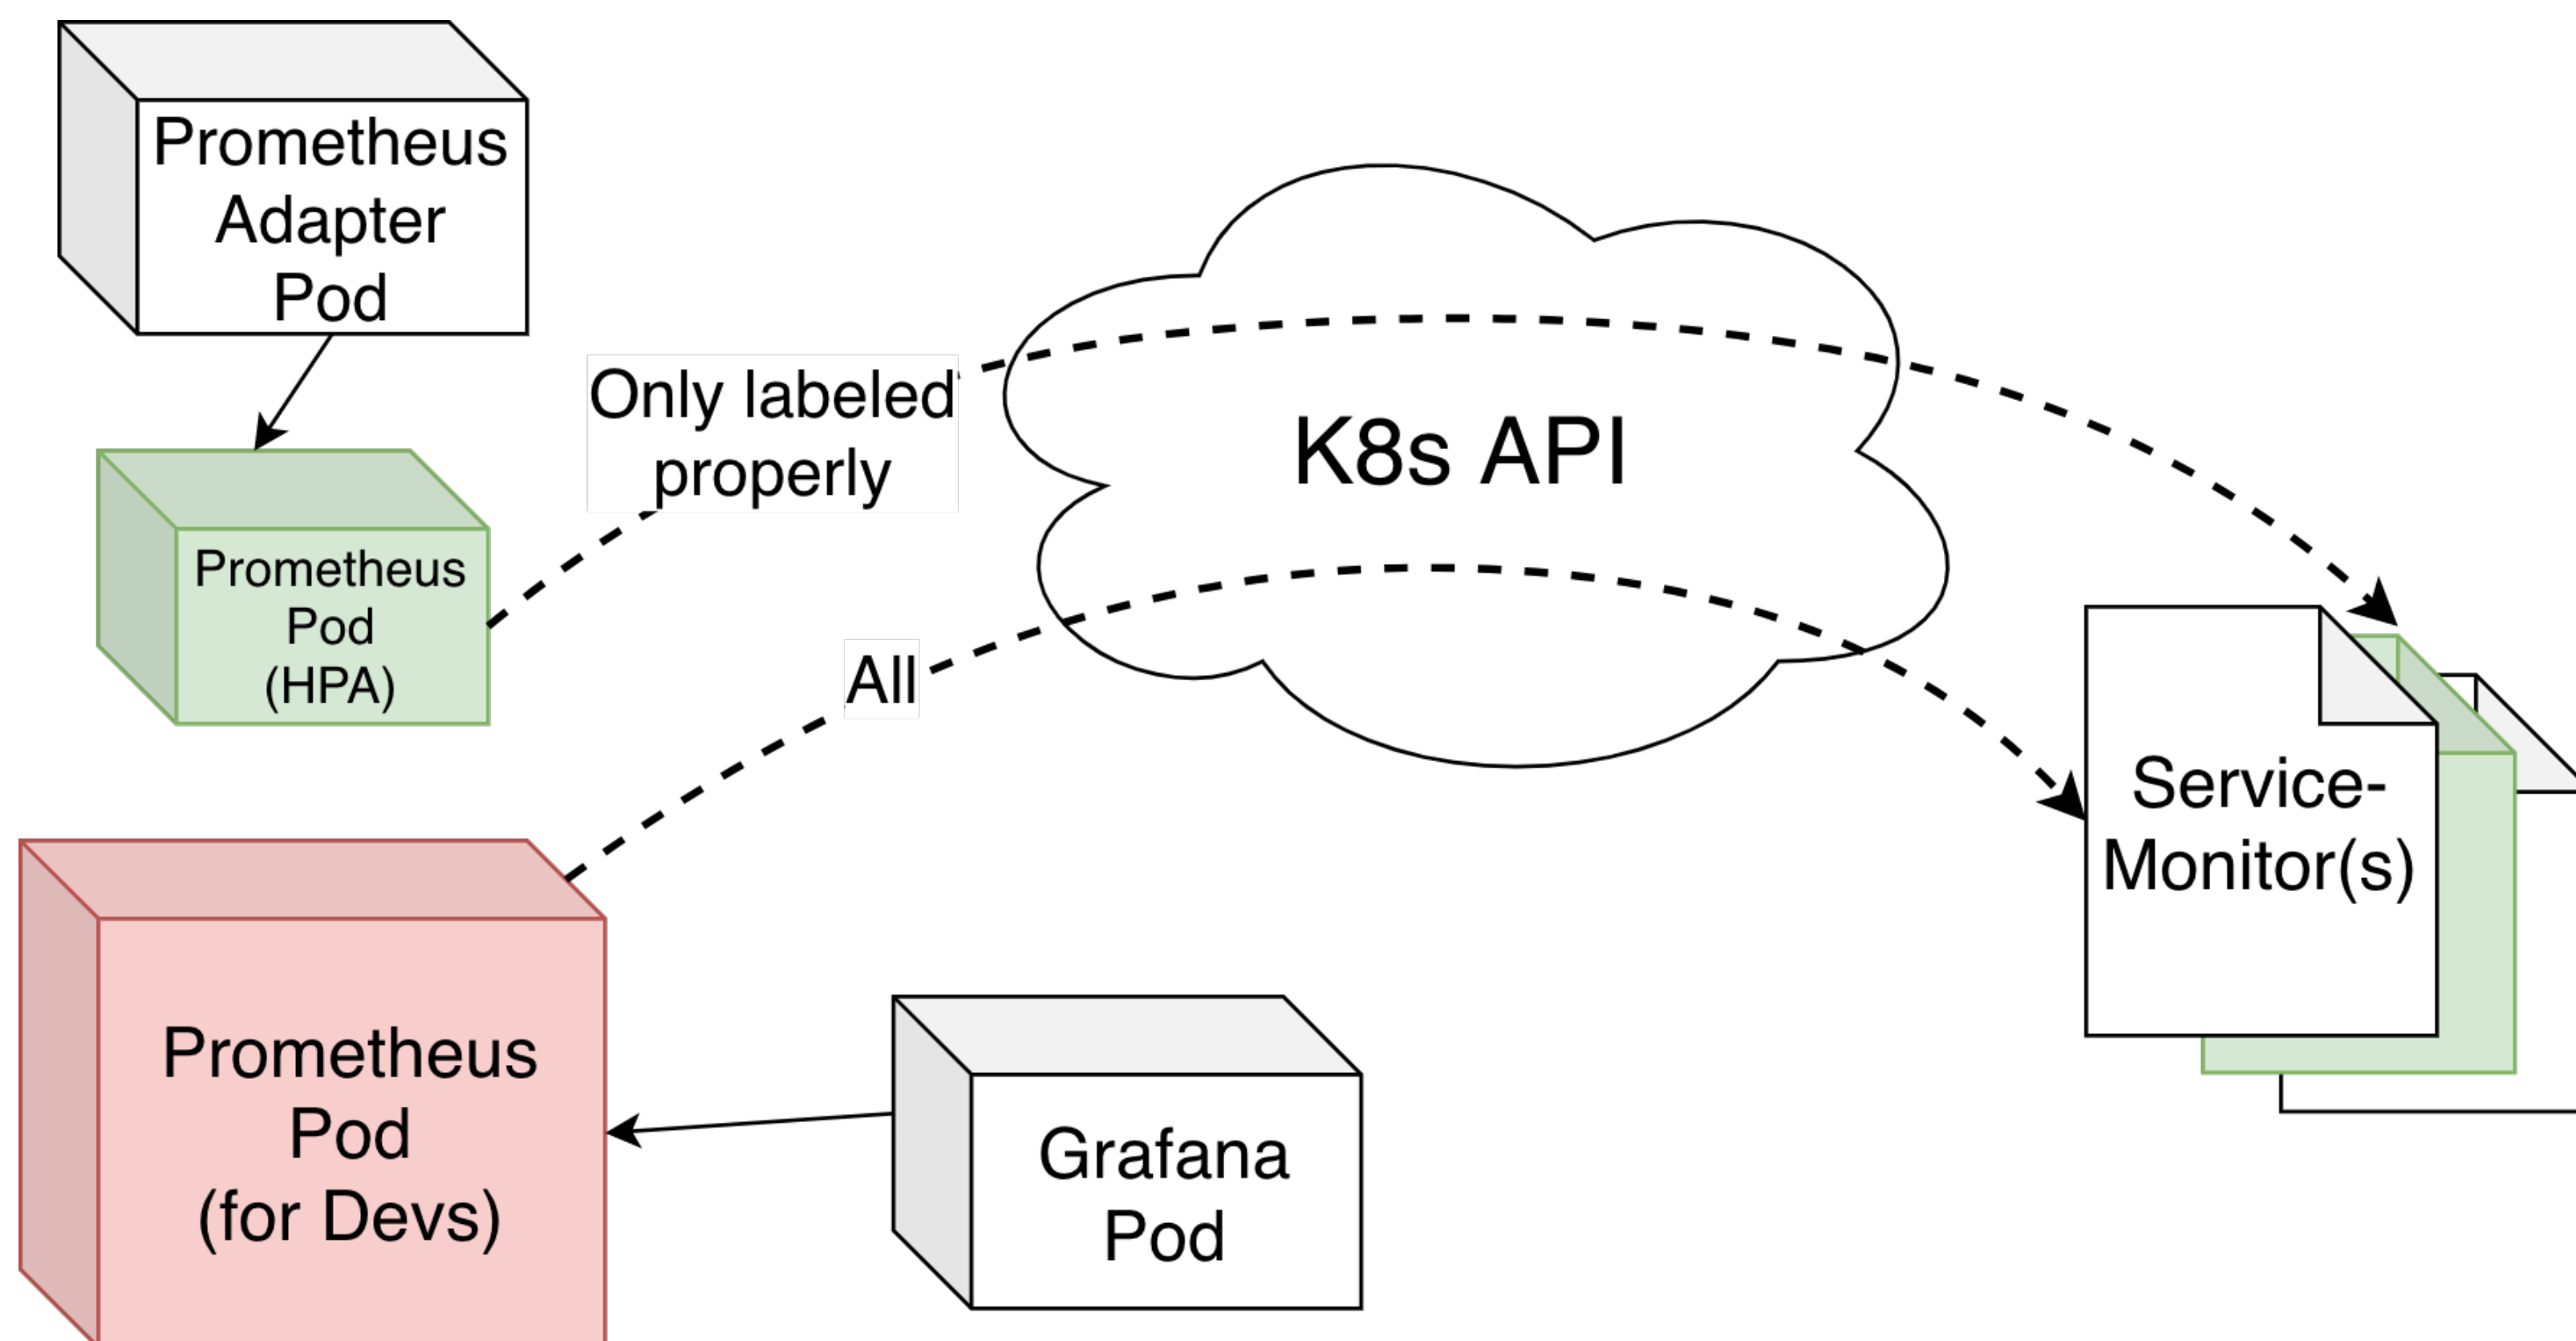 Prometheus
Adapter
Pod
Only labeled
properly
K8s API
Prometheus
Pod
(HPA)
All
Service-
Monitor(s)
Prometheus
Pod
(for Devs)
Grafana
Pod